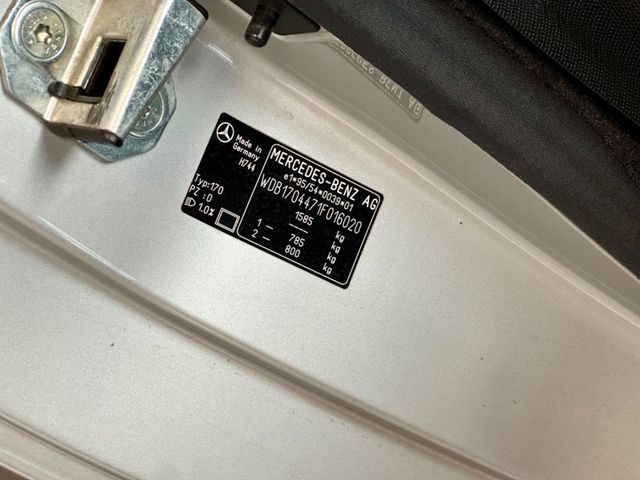 Made in
Germany
H744
MERCEDES-BENZ AG
e1*95/54*0039*01
WDB1704471F016020
1585 kg
1 — 785 kg
2 — 800 kg
Typ:170
PZ :0
1.0%